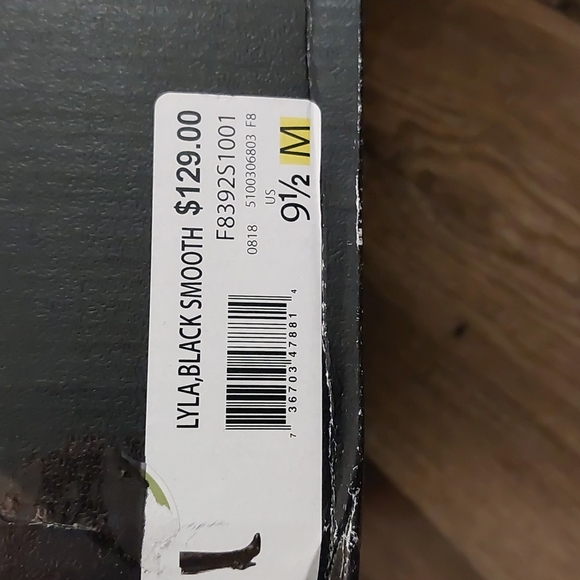 LYLA,BLACK SMOOTH $129.00
F8392S1001
0818 5100306803 F8
US
9½ M
7 36703 47881 4